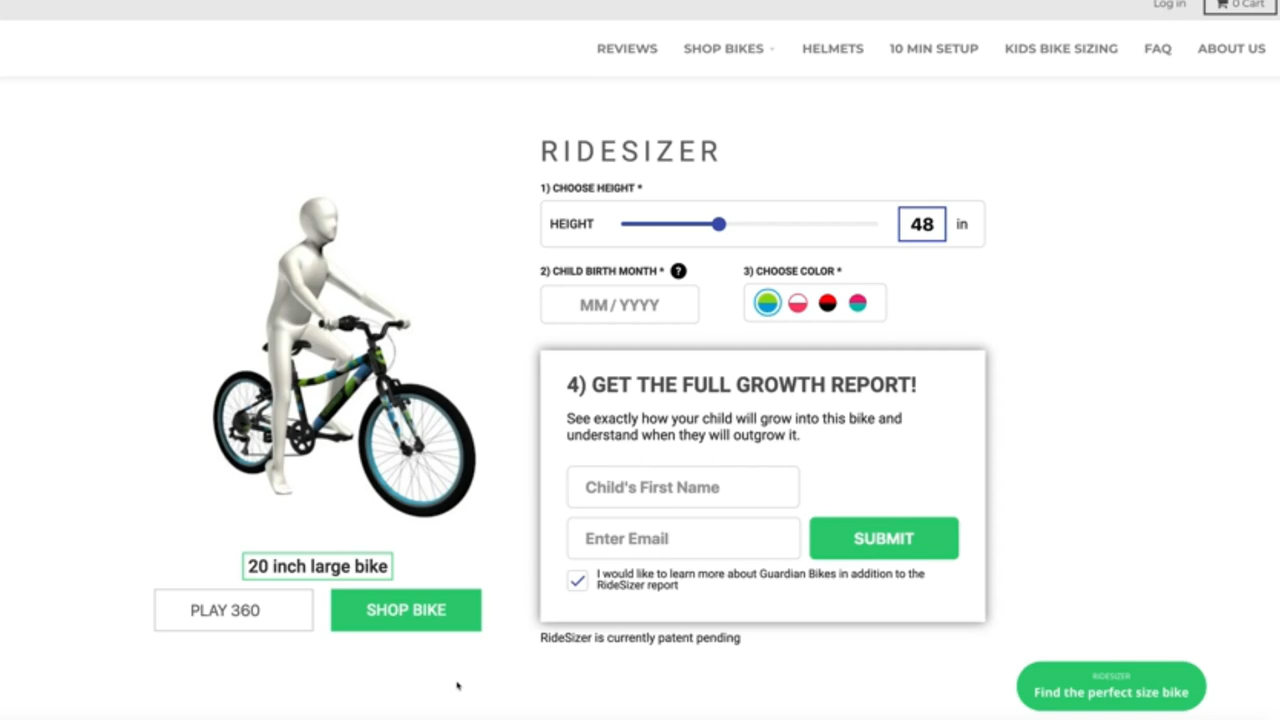 Log in
0 Cart
REVIEWS
SHOP BIKES
HELMETS
10 MIN SETUP
KIDS BIKE SIZING
FAQ
ABOUT US
RIDESIZER
1) CHOOSE HEIGHT *
HEIGHT
48
in
2) CHILD BIRTH MONTH *
?
3) CHOOSE COLOR *
MM / YYYY
4) GET THE FULL GROWTH REPORT!
See exactly how your child will grow into this bike and
understand when they will outgrow it.
Child's First Name
Enter Email
SUBMIT
I would like to learn more about Guardian Bikes in addition to the
RideSizer report
20 inch large bike
PLAY 360
SHOP BIKE
RideSizer is currently patent pending
RIDESIZER
Find the perfect size bike